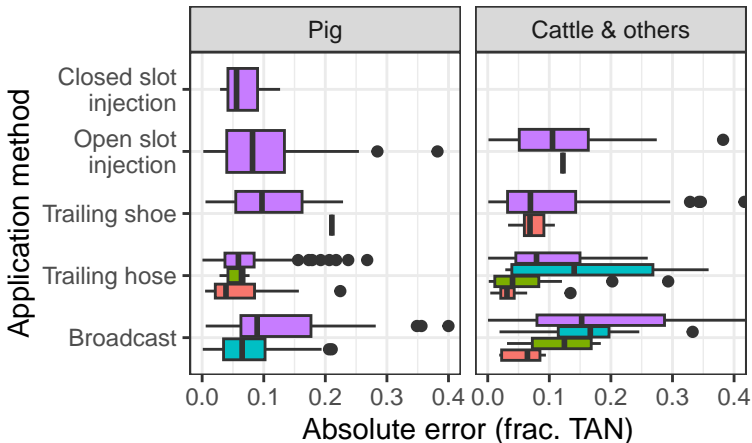 Pig
Cattle & others
Application method
Closed slot
injection
Open slot
injection
Trailing shoe
Trailing hose
Broadcast
0.0 0.1 0.2 0.3 0.4
0.0 0.1 0.2 0.3 0.4
Absolute error (frac. TAN)